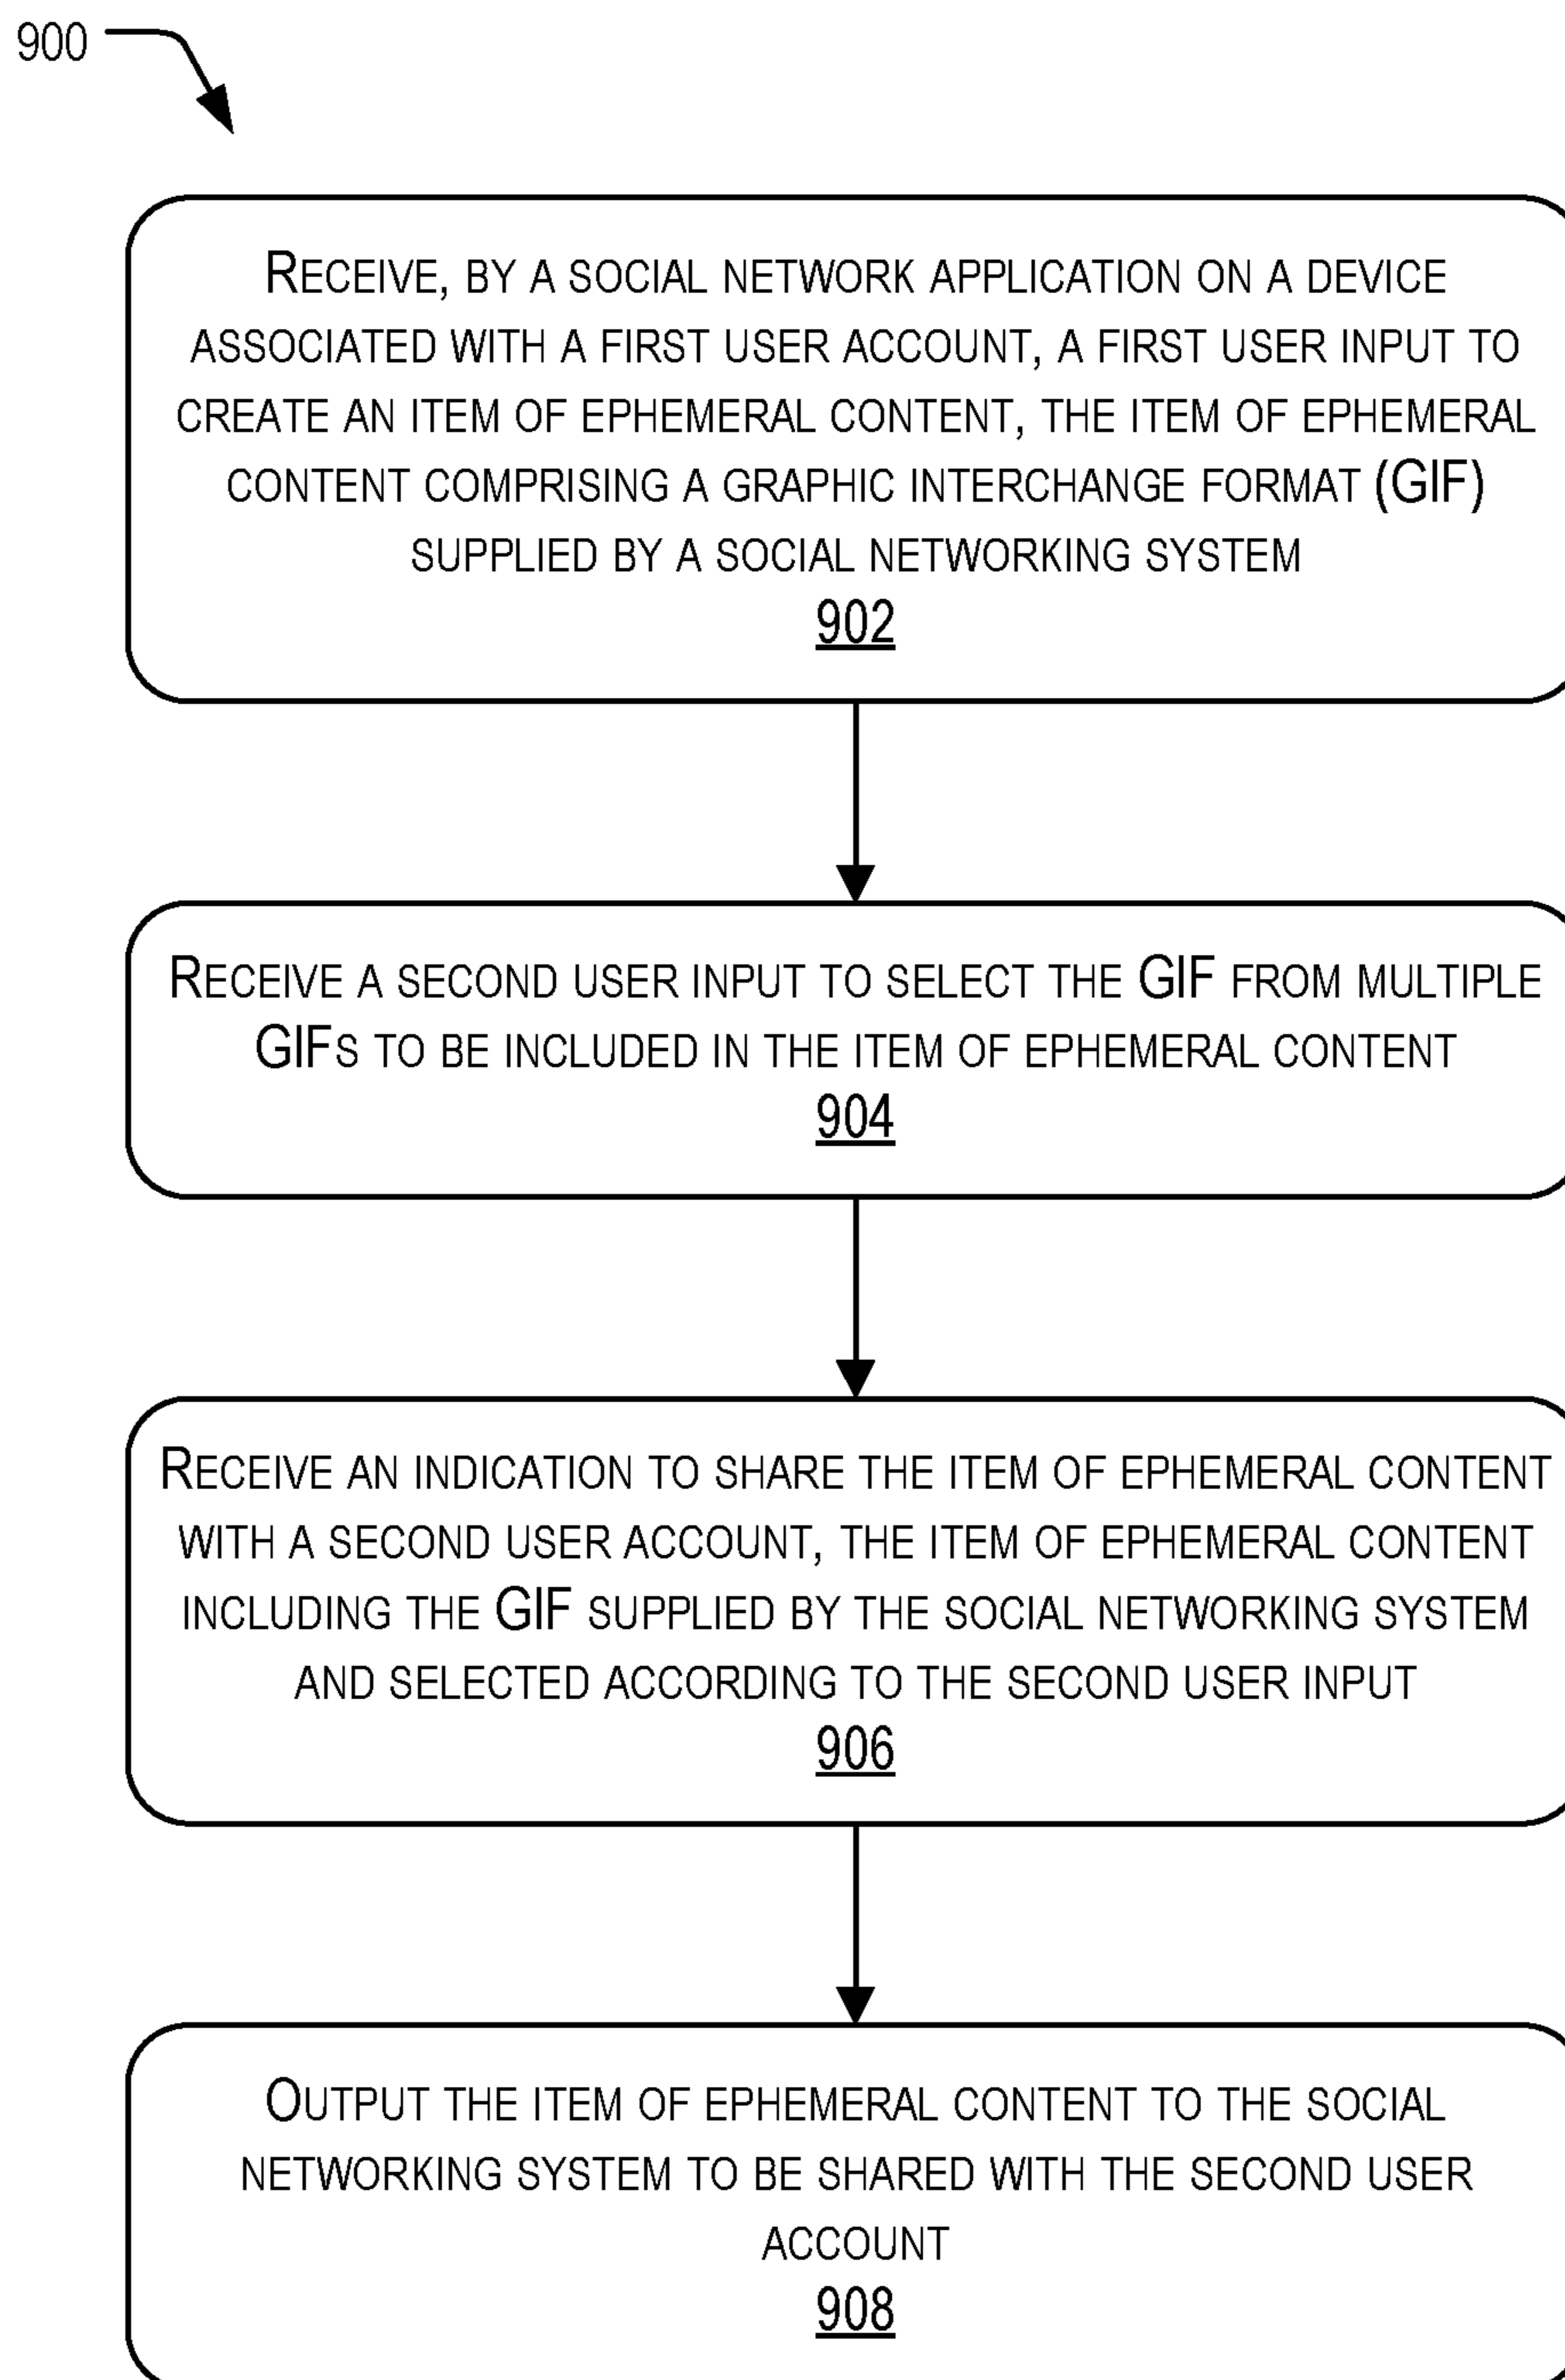 900
RECEIVE, BY A SOCIAL NETWORK APPLICATION ON A DEVICE
ASSOCIATED WITH A FIRST USER ACCOUNT, A FIRST USER INPUT TO
CREATE AN ITEM OF EPHEMERAL CONTENT, THE ITEM OF EPHEMERAL
CONTENT COMPRISING A GRAPHIC INTERCHANGE FORMAT (GIF)
SUPPLIED BY A SOCIAL NETWORKING SYSTEM
902
RECEIVE A SECOND USER INPUT TO SELECT THE GIF FROM MULTIPLE
GIFS TO BE INCLUDED IN THE ITEM OF EPHEMERAL CONTENT
904
RECEIVE AN INDICATION TO SHARE THE ITEM OF EPHEMERAL CONTENT
WITH A SECOND USER ACCOUNT, THE ITEM OF EPHEMERAL CONTENT
INCLUDING THE GIF SUPPLIED BY THE SOCIAL NETWORKING SYSTEM
AND SELECTED ACCORDING TO THE SECOND USER INPUT
906
OUTPUT THE ITEM OF EPHEMERAL CONTENT TO THE SOCIAL
NETWORKING SYSTEM TO BE SHARED WITH THE SECOND USER
ACCOUNT
908